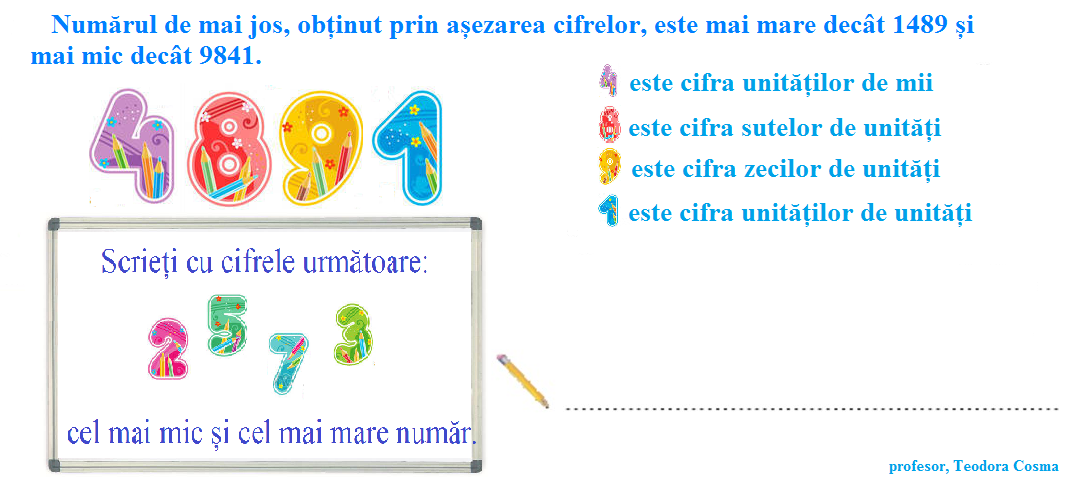 Numărul de mai jos, obținut prin așezarea cifrelor, este mai mare decât 1489 și
mai mic decât 9841.
4891
4 este cifra unităților de mii
8 este cifra sutelor de unități
9 este cifra zecilor de unități
1 este cifra unităților de unități
Scrieți cu cifrele următoare:
2 5 7 3
cel mai mic și cel mai mare număr.
................................................................
profesor, Teodora Cosma